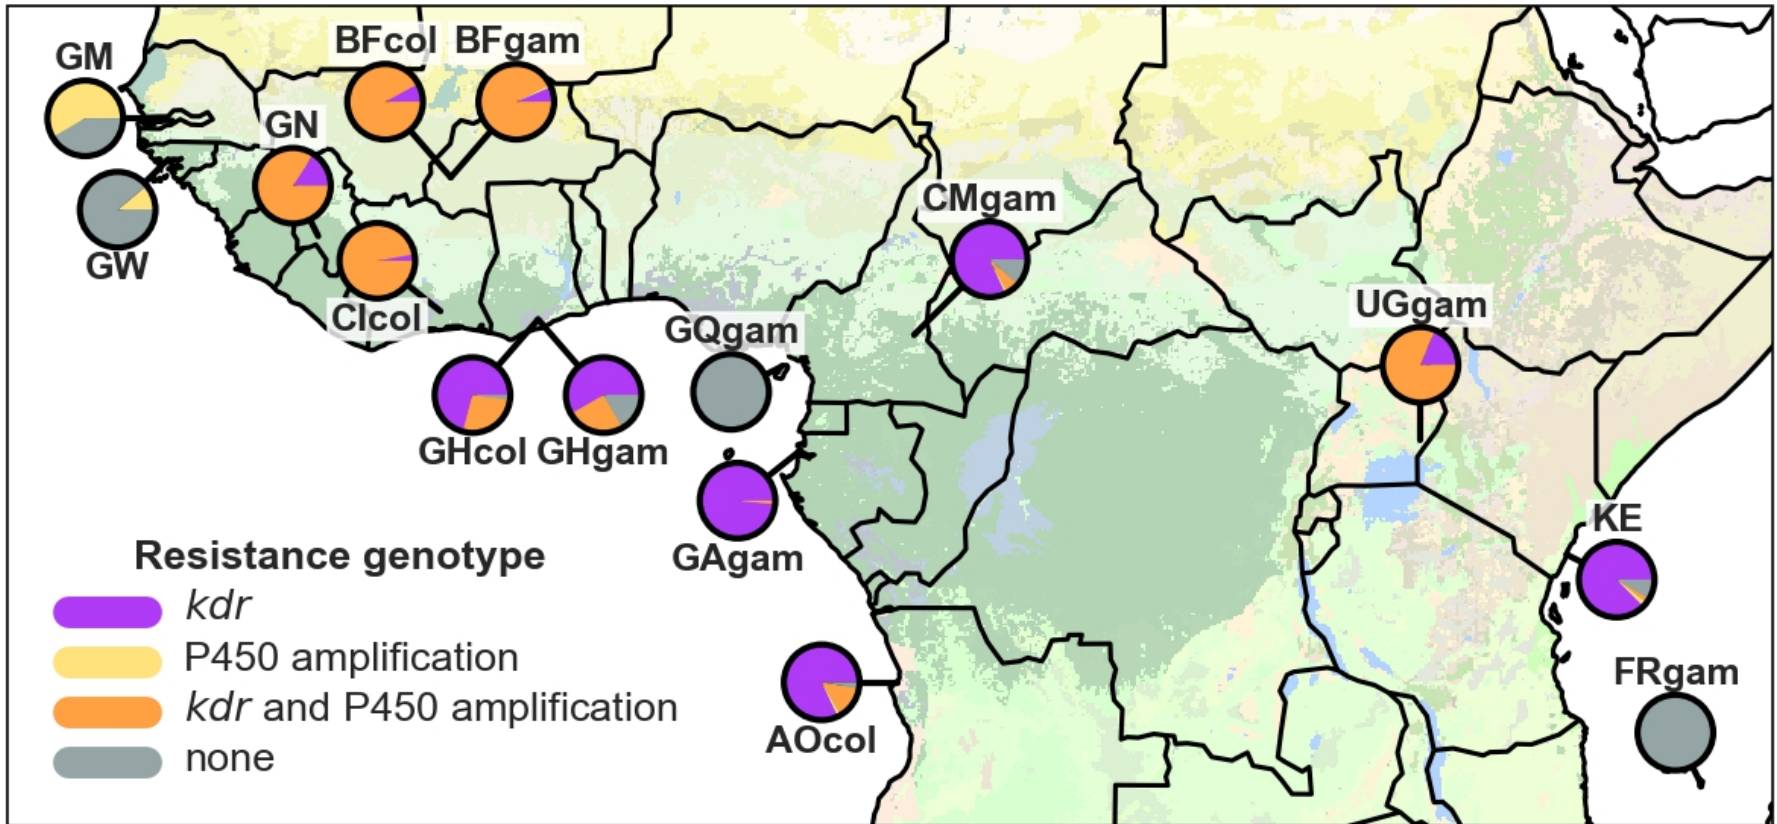 BFcol BFgam
GM
GN
CMgam
GW
UGgam
CIcol
GQgam
GHcol GHgam
KE
GAgam
Resistance genotype
kdr
P450 amplification
kdr and P450 amplification
none
FRgam
AOcol